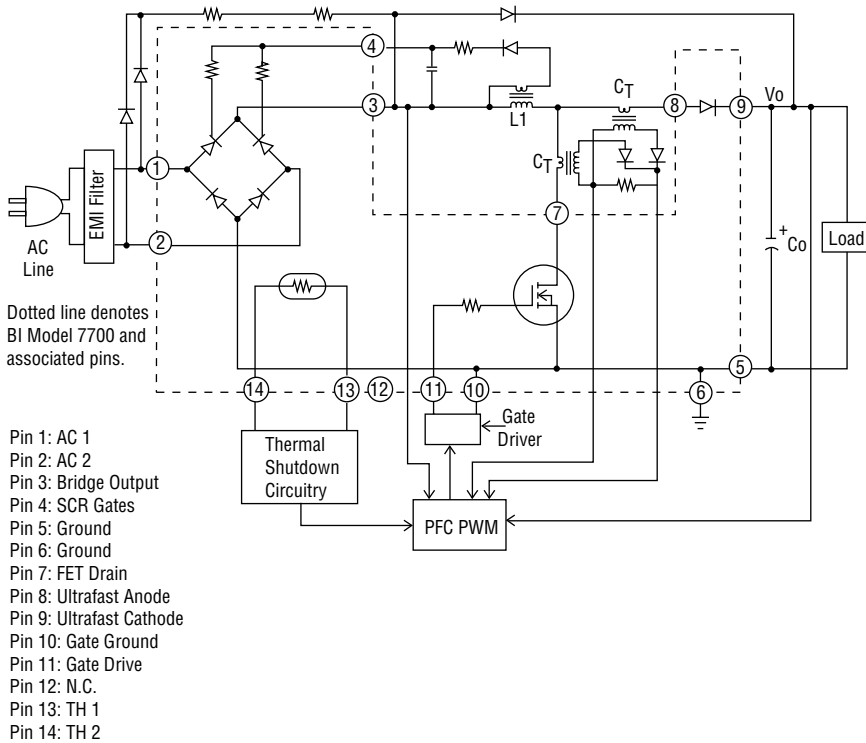 4
3
L1
CT
8
9
Vo
CT
1
2
7
EMI Filter
AC
Line
+
Co
Load
Dotted line denotes
BI Model 7700 and
associated pins.
14
13
12
11
10
6
5
Thermal
Shutdown
Circuitry
Gate
Driver
PFC PWM
Pin 1: AC 1
Pin 2: AC 2
Pin 3: Bridge Output
Pin 4: SCR Gates
Pin 5: Ground
Pin 6: Ground
Pin 7: FET Drain
Pin 8: Ultrafast Anode
Pin 9: Ultrafast Cathode
Pin 10: Gate Ground
Pin 11: Gate Drive
Pin 12: N.C.
Pin 13: TH 1
Pin 14: TH 2